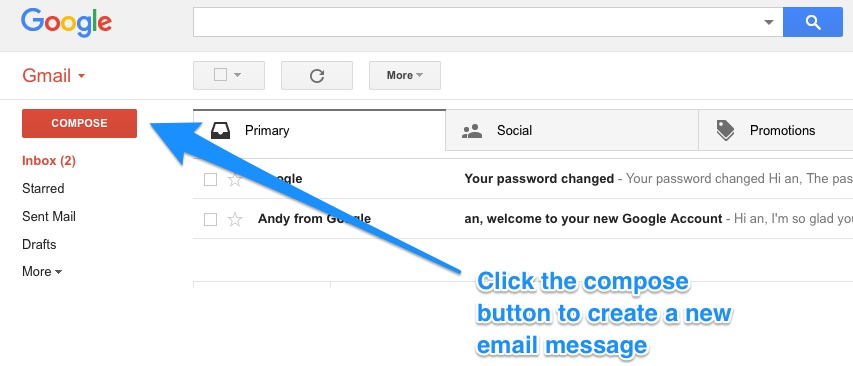 Google
Gmail
More
COMPOSE
Primary
Social
Promotions
Inbox (2)
Starred
Sent Mail
Drafts
More
Your password changed - Your password changed Hi an, The pas
Andy from Google an, welcome to your new Google Account - Hi an, I'm so glad you
Click the compose
button to create a new
email message